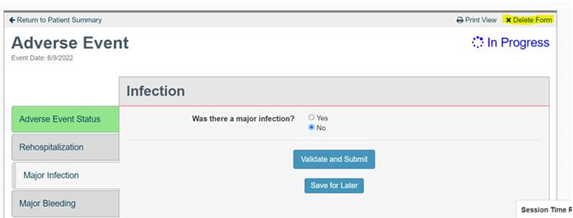 Return to Patient Summary
Print View
Delete Form
Adverse Event
In Progress
Event Date: 6/9/2022
Infection
Adverse Event Status
Was there a major infection?
Yes
No
Rehospitalization
Validate and Submit
Major Infection
Save for Later
Major Bleeding
Session Time R